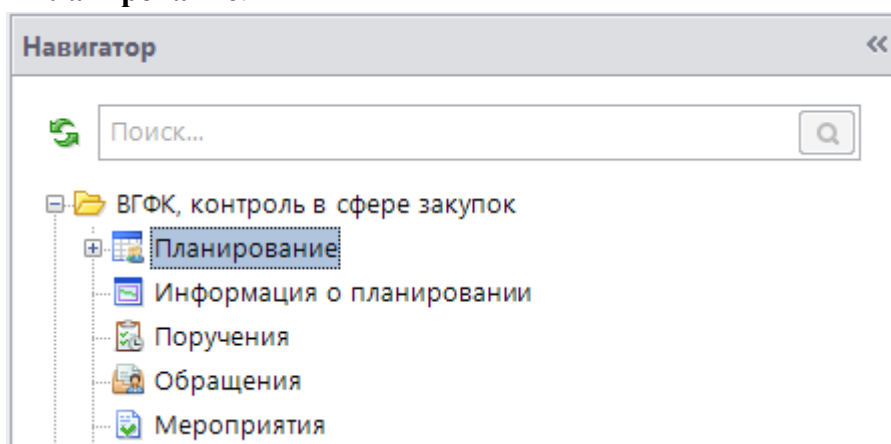 Навигатор
Поиск...
ВГФК, контроль в сфере закупок
Планирование
Информация о планировании
Поручения
Обращения
Мероприятия